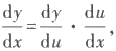 dy/dx = dy/du · du/dx,